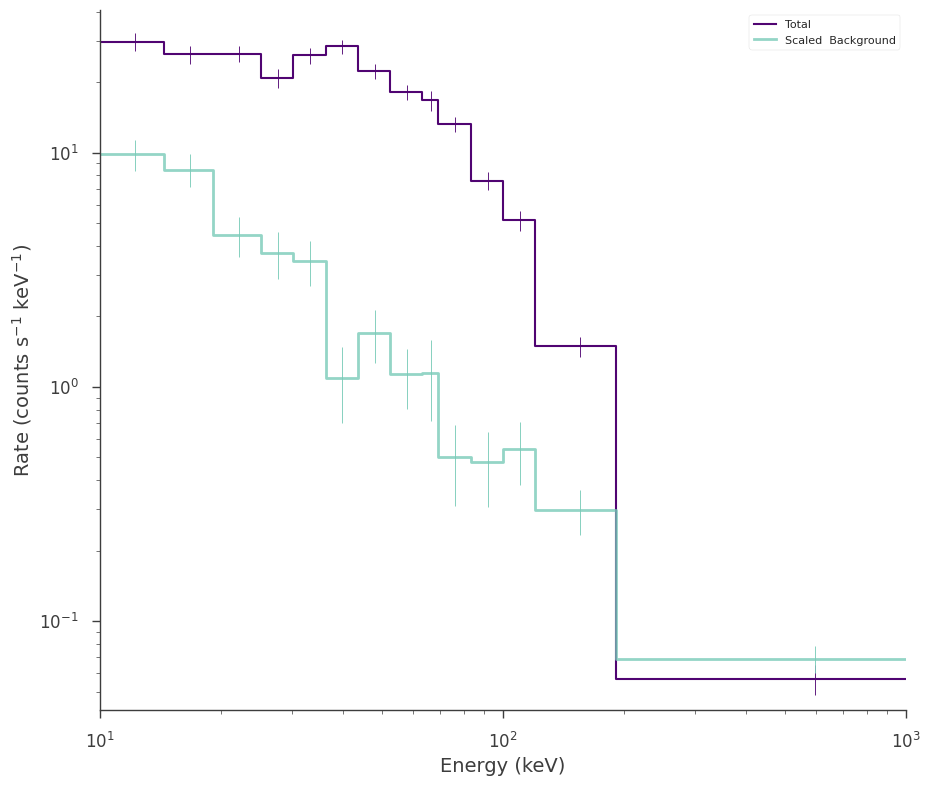 Total
Scaled  Background
10¹
10⁰
10⁻¹
Rate (counts s⁻¹ keV⁻¹)
10¹
10²
10³
Energy (keV)